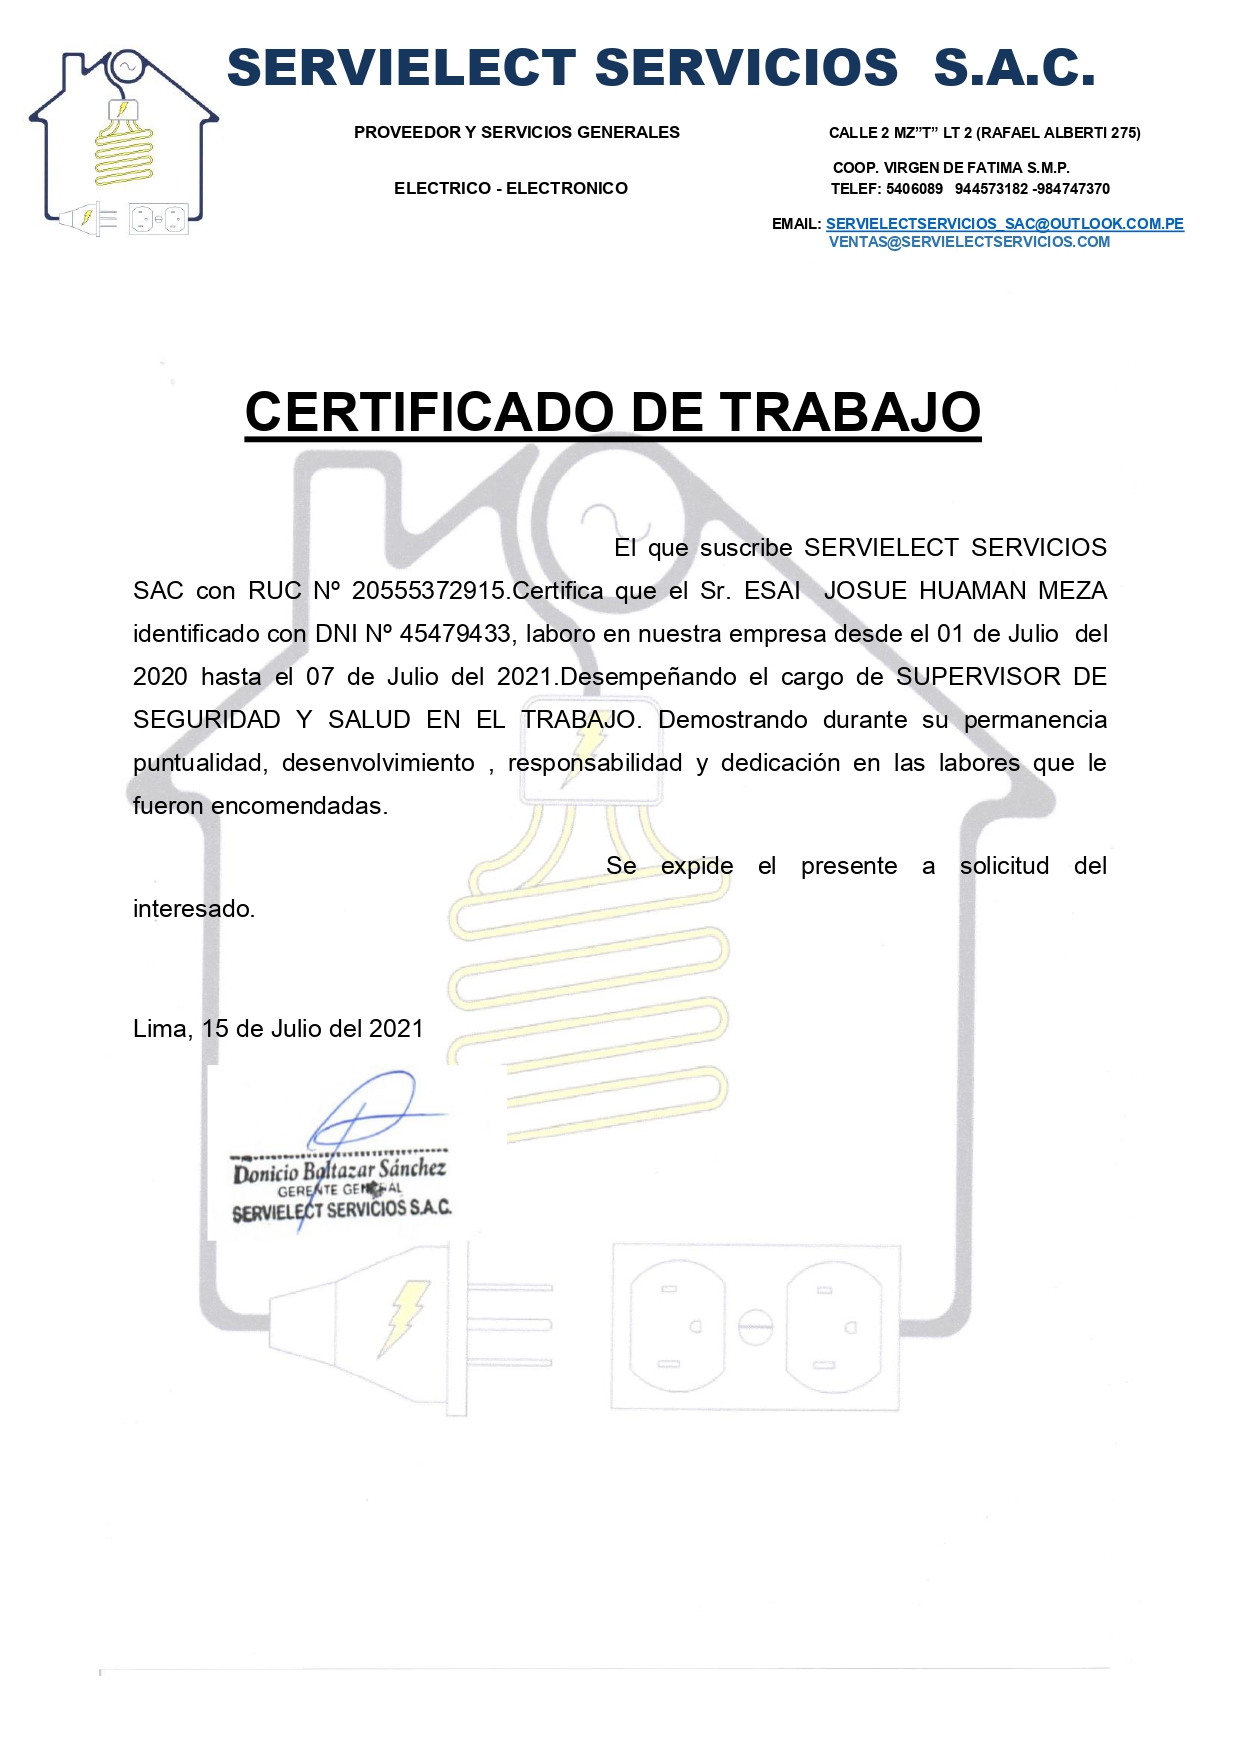 SERVIELECT SERVICIOS S.A.C.
PROVEEDOR Y SERVICIOS GENERALES
CALLE 2 MZ”T” LT 2 (RAFAEL ALBERTI 275)
COOP. VIRGEN DE FATIMA S.M.P.
ELECTRICO - ELECTRONICO
TELEF: 5406089 944573182 -984747370
EMAIL: SERVIELECTSERVICIOS_SAC@OUTLOOK.COM.PE
VENTAS@SERVIELECTSERVICIOS.COM
CERTIFICADO DE TRABAJO
El que suscribe SERVIELECT SERVICIOS
SAC con RUC Nº 20555372915.Certifica que el Sr. ESAI JOSUE HUAMAN MEZA
identificado con DNI Nº 45479433, laboro en nuestra empresa desde el 01 de Julio del
2020 hasta el 07 de Julio del 2021.Desempeñando el cargo de SUPERVISOR DE
SEGURIDAD Y SALUD EN EL TRABAJO. Demostrando durante su permanencia
puntualidad, desenvolvimiento , responsabilidad y dedicación en las labores que le
fueron encomendadas.
Se expide el presente a solicitud del
interesado.
Lima, 15 de Julio del 2021
Donicio Baltazar Sánchez
GERENTE GENERAL
SERVIELECT SERVICIOS S.A.C.